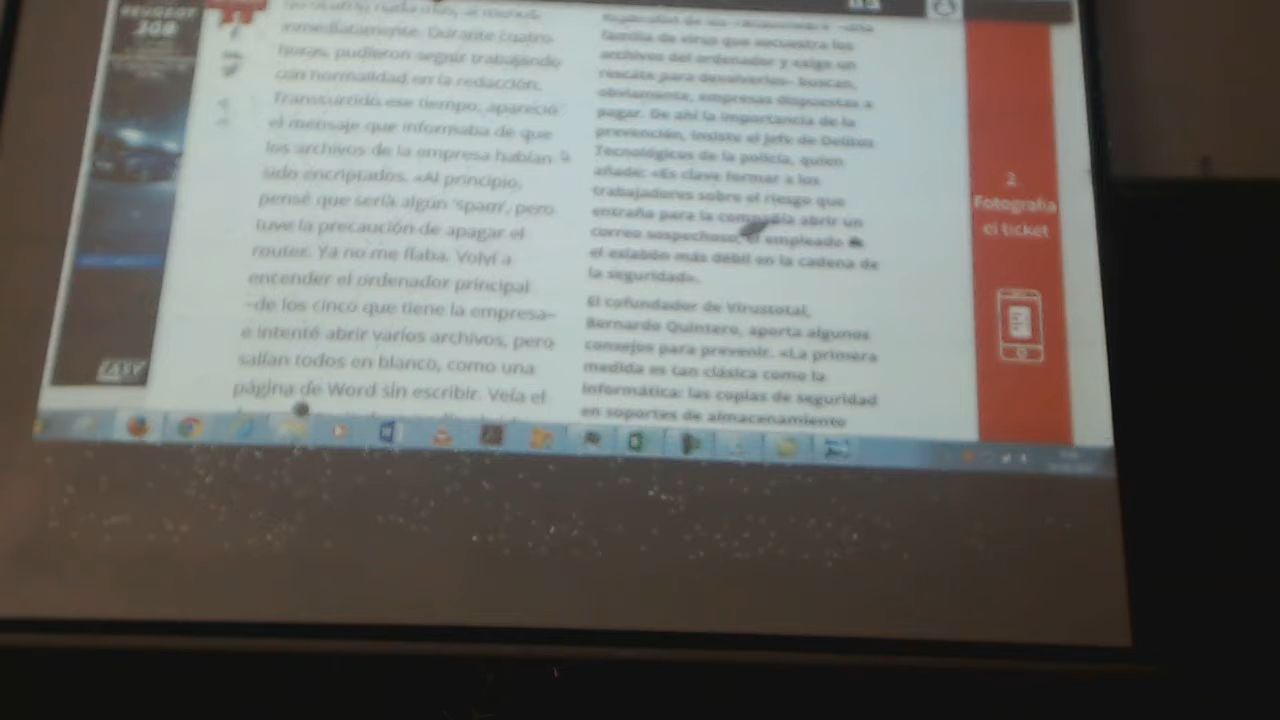 PEUGEOT
208
inmediatamente. Durante cuatro
horas, pudieron seguir trabajando
con normalidad en la redacción.
Transcurrido ese tiempo, apareció
el mensaje que informaba de que
los archivos de la empresa habían
sido encriptados. «Al principio,
pensé que sería algún 'spam', pero
tuve la precaución de apagar el
router. Ya no me fiaba. Volví a
encender el ordenador principal
–de los cinco que tiene la empresa–
e intenté abrir varios archivos, pero
salían todos en blanco, como una
página de Word sin escribir. Veía el
familia de virus que secuestra los
archivos del ordenador y exige un
rescate para devolverlos– buscan,
obviamente, empresas dispuestas a
pagar. De ahí la importancia de la
prevención, insiste el jefe de Delitos
Tecnológicos de la policía, quien
añade: «Es clave formar a los
trabajadores sobre el riesgo que
entraña para la compañía abrir un
correo sospechoso; el empleado es
el eslabón más débil en la cadena de
la seguridad».
El cofundador de Virustotal,
Bernardo Quintero, aporta algunos
consejos para prevenir. «La primera
medida es tan clásica como la
informática: las copias de seguridad
en soportes de almacenamiento
2
Fotografía
el ticket